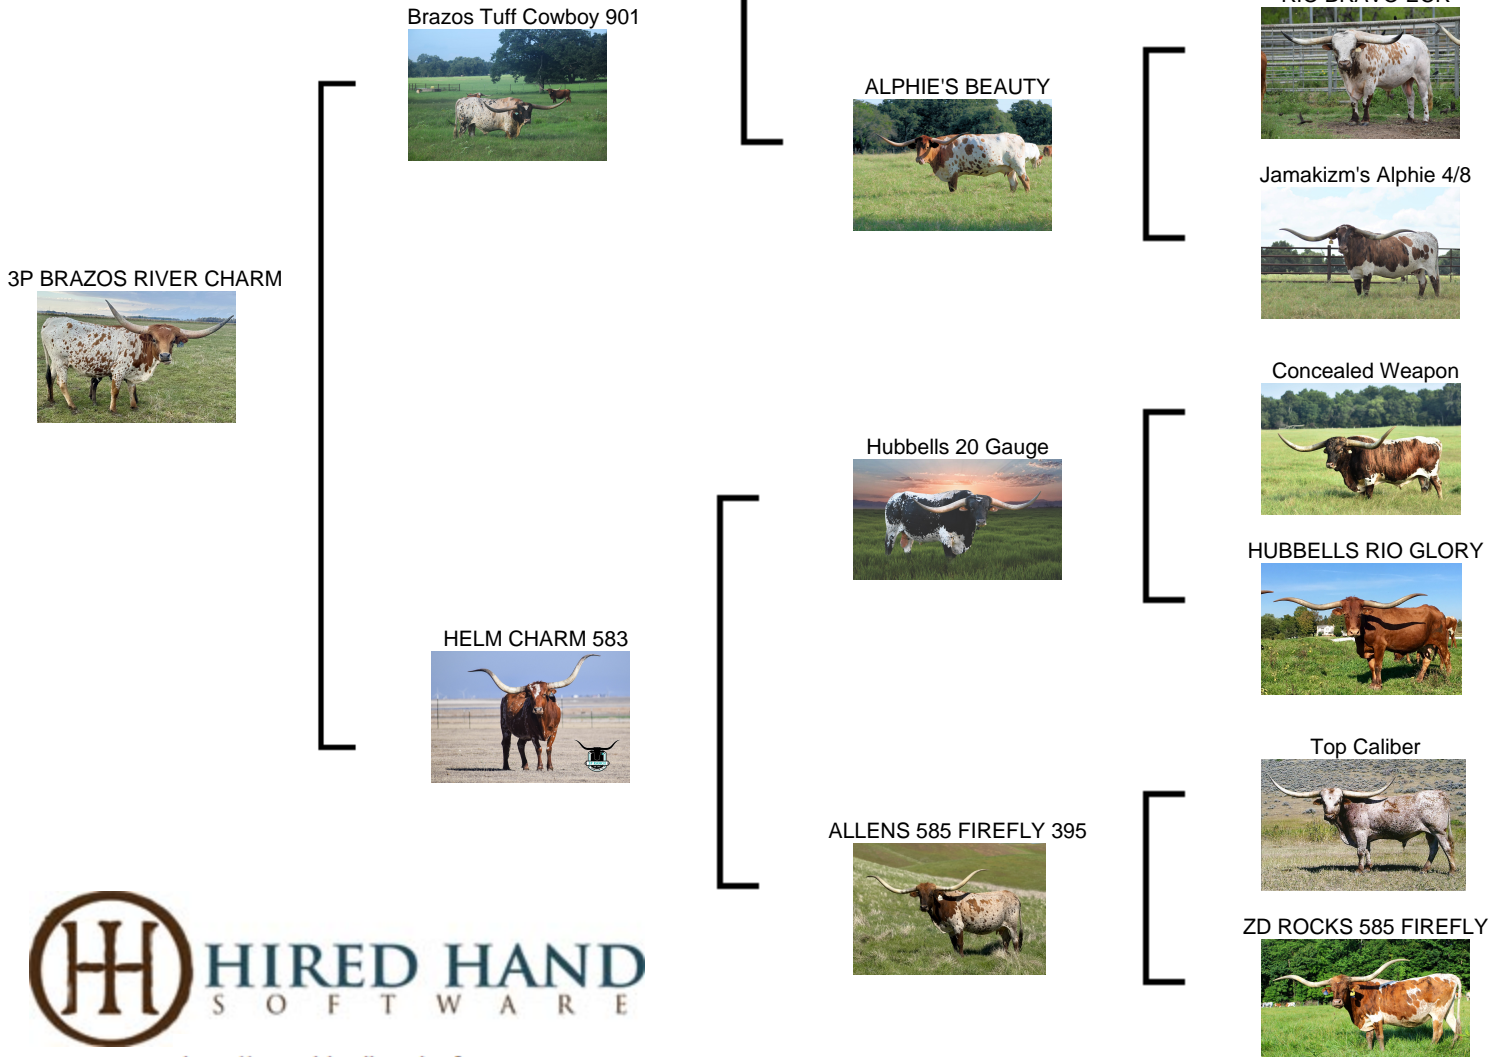 Brazos Tuff Cowboy 901
ALPHIE'S BEAUTY
Jamakizm's Alphie 4/8
3P BRAZOS RIVER CHARM
Concealed Weapon
Hubbells 20 Gauge
HUBBELLS RIO GLORY
HELM CHARM 583
Top Caliber
ALLENS 585 FIREFLY 395
ZD ROCKS 585 FIREFLY
HIRED HAND
SOFTWARE